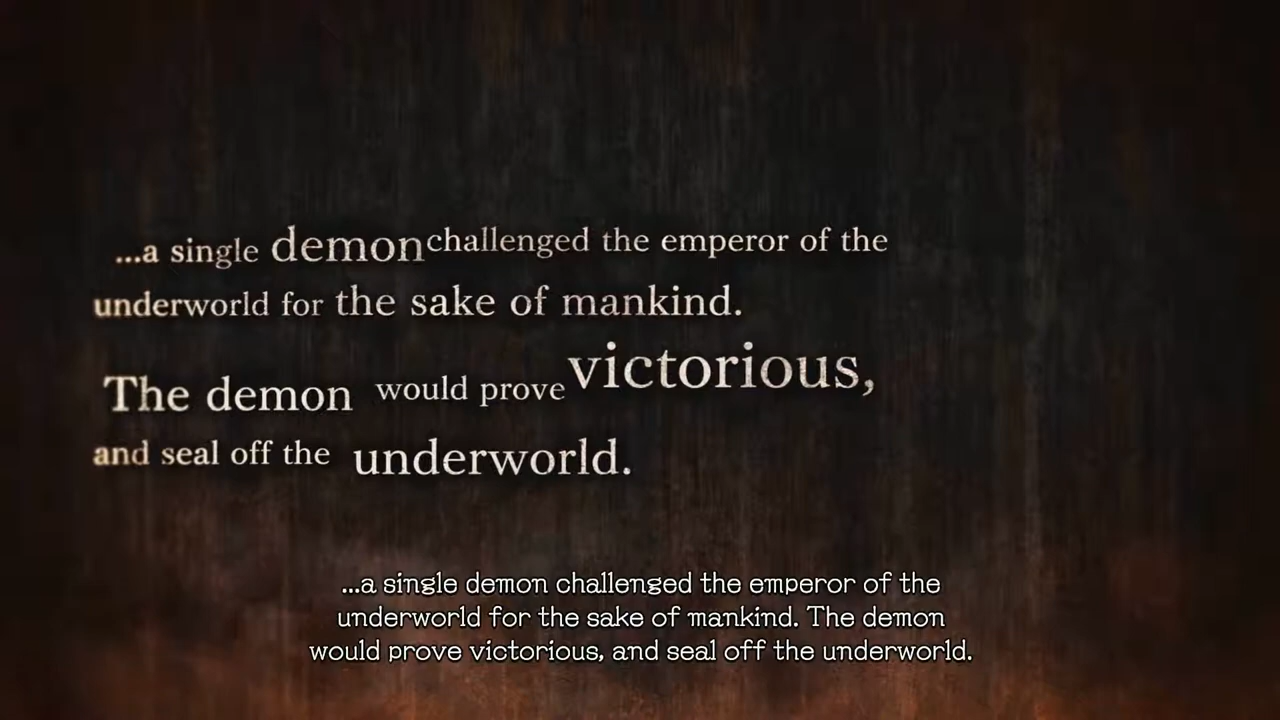 ...a single demon challenged the emperor of the
underworld for the sake of mankind.
The demon would prove victorious,
and seal off the underworld.
...a single demon challenged the emperor of the
underworld for the sake of mankind. The demon
would prove victorious, and seal off the underworld.